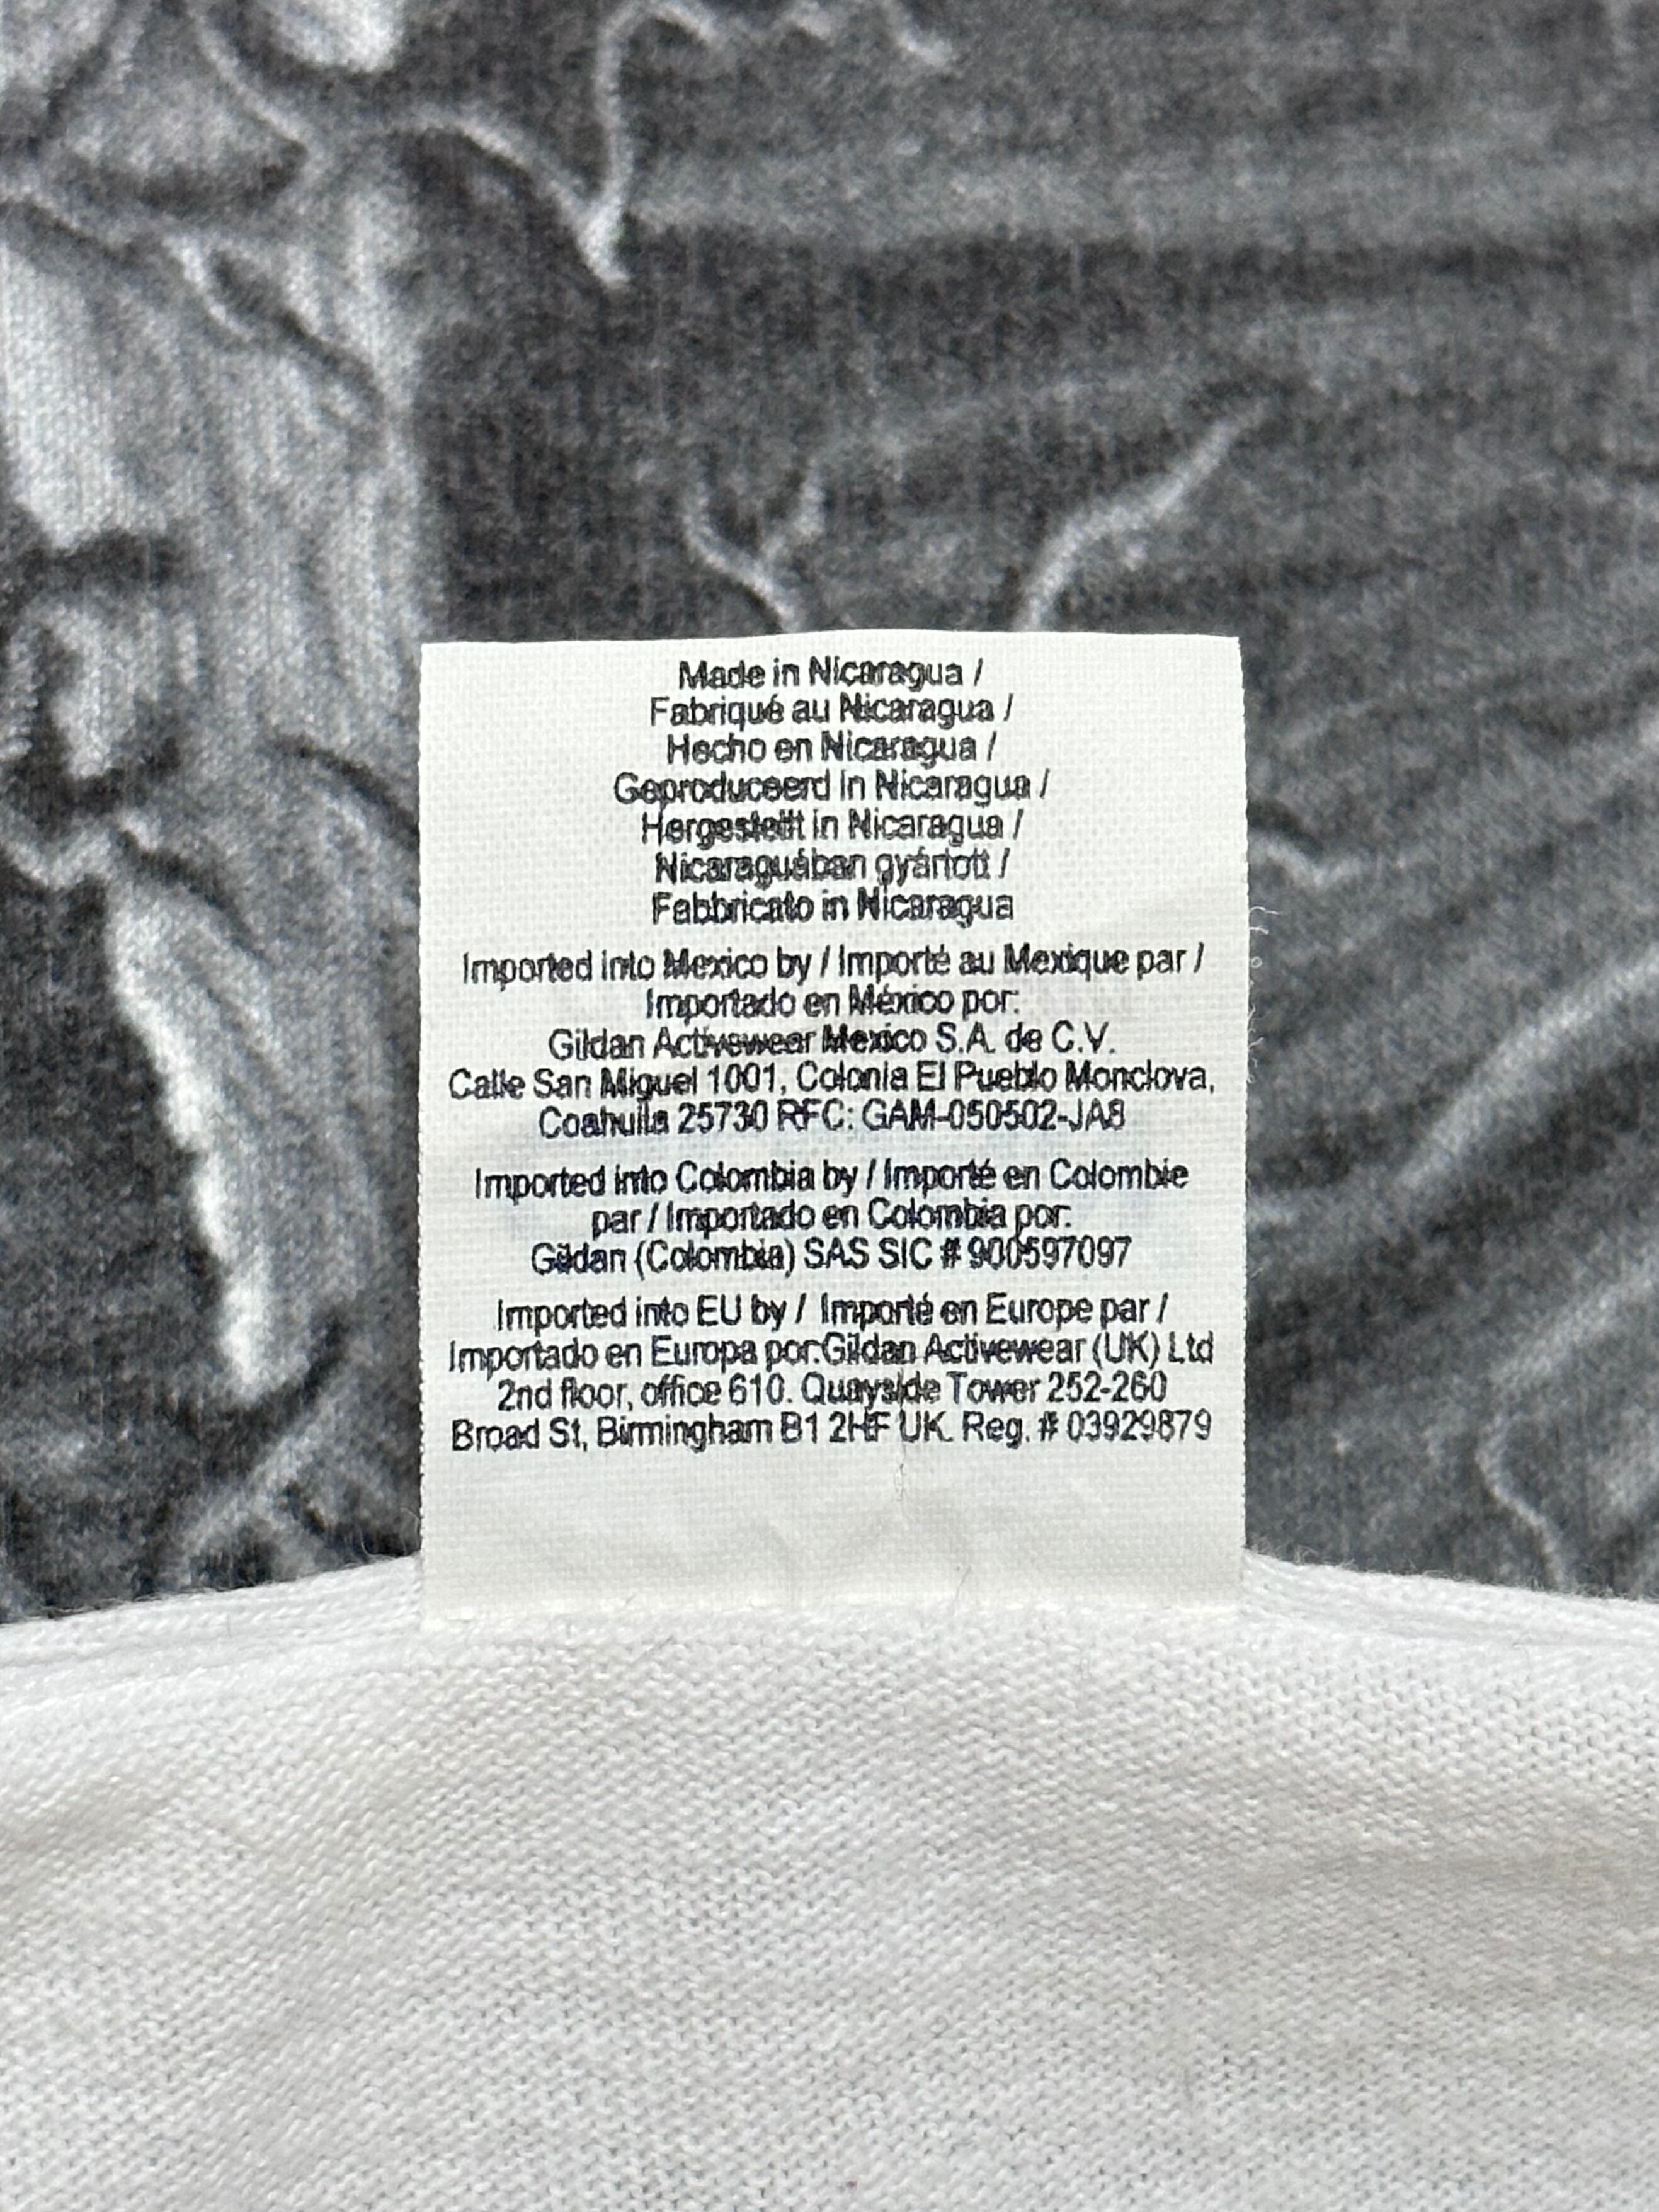 Made in Nicaragua /
Fabriqué au Nicaragua /
Hecho en Nicaragua /
Geproduceerd in Nicaragua /
Hergestellt in Nicaragua /
Nicaraguában gyártott /
Fabbricato in Nicaragua
Imported into Mexico by / Importé au Mexique par /
Importado en México por:
Gildan Activewear Mexico S.A. de C.V.
Calle San Miguel 1001, Colonia El Pueblo Monclova,
Coahuila 25730 RFC: GAM-050502-JA8
Imported into Colombia by / Importé en Colombie
par / Importado en Colombia por:
Gildan (Colombia) SAS SIC # 900597097
Imported into EU by / Importé en Europe par /
Importado en Europa por:Gildan Activewear (UK) Ltd
2nd floor, office 610. Quayside Tower 252-260
Broad St, Birmingham B1 2HF UK. Reg. # 03929879